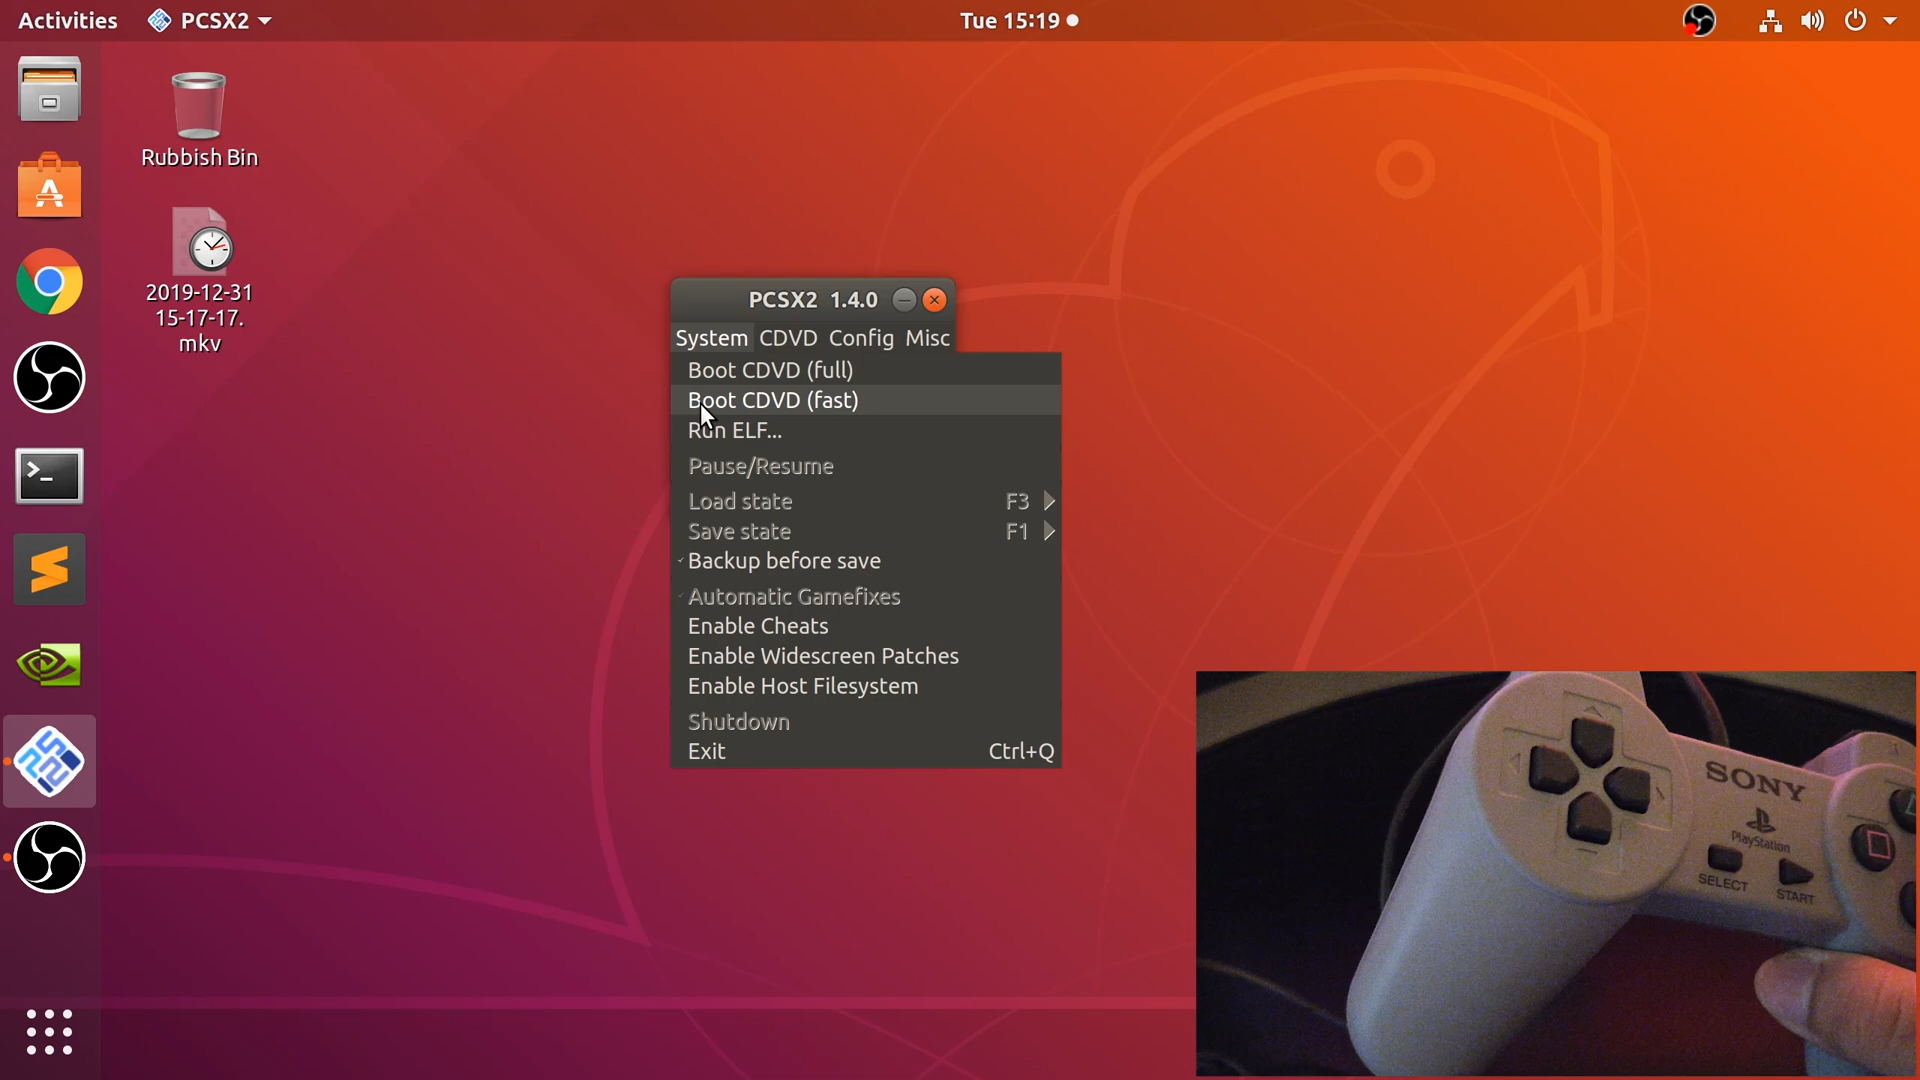 Activities
PCSX2
Tue 15:19
Rubbish Bin
2019-12-31
15-17-17.
mkv
PCSX2 1.4.0
System CDVD Config Misc
Boot CDVD (full)
Boot CDVD (fast)
Run ELF...
Pause/Resume
Load state F3
Save state F1
Backup before save
Automatic Gamefixes
Enable Cheats
Enable Widescreen Patches
Enable Host Filesystem
Shutdown
Exit Ctrl+Q
SONY
PlayStation
SELECT
START